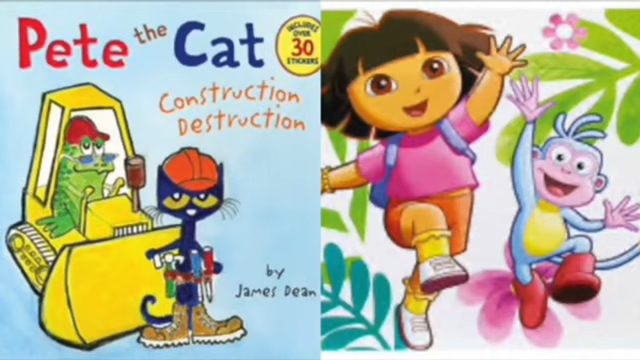 Pete the Cat
INCLUDES
OVER
30
STICKERS
Construction
Destruction
by
James Dean